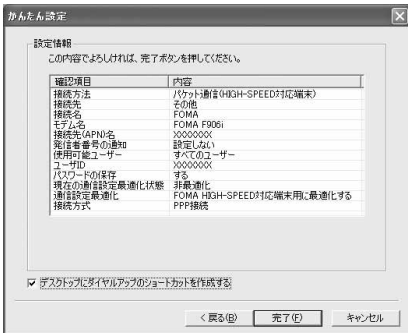 かんたん設定
設定情報
この内容でよろしければ、完了ボタンを押してください。
確認項目 内容
接続方法 パケット通信(HIGH-SPEED対応端末)
接続先 その他
接続名 FOMA
モデム名 FOMA F906i
接続先(APN)名 XXXXXXX
発信者番号の通知 設定しない
使用可能ユーザー すべてのユーザー
ユーザID XXXXXXX
パスワードの保存 する
現在の通信設定最適化状態 非最適化
通信設定最適化 FOMA HIGH-SPEED対応端末用に最適化する
接続方式 PPP接続
デスクトップにダイヤルアップのショートカットを作成する
< 戻る(B) 完了(F) キャンセル